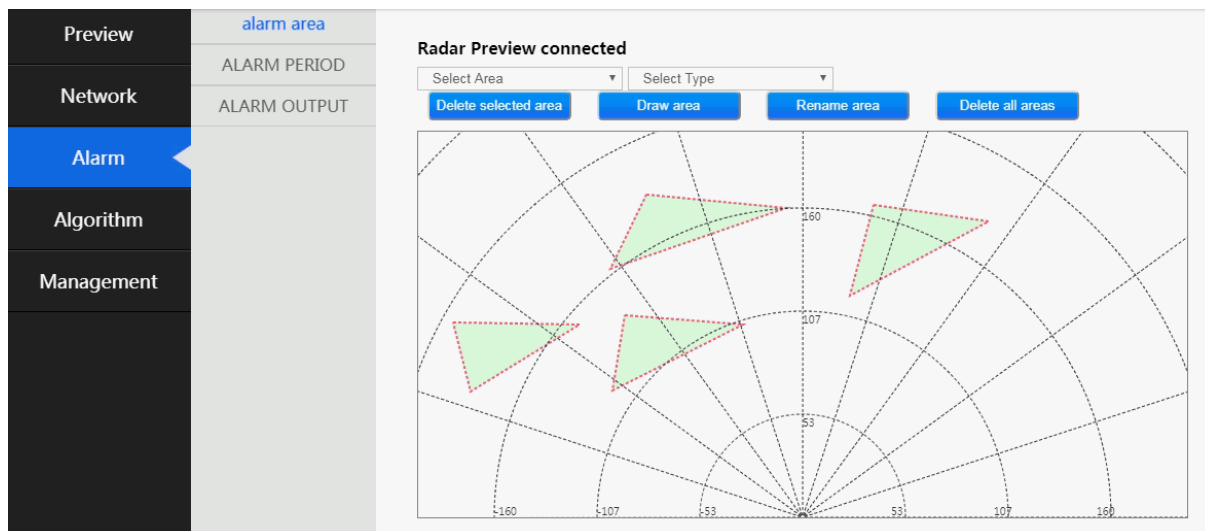 Preview
Network
Alarm
Algorithm
Management
alarm area
ALARM PERIOD
ALARM OUTPUT
Radar Preview connected
Select Area Select Type
Delete selected area Draw area Rename area Delete all areas
160
107
53
-160 -107 -53 53 107 160